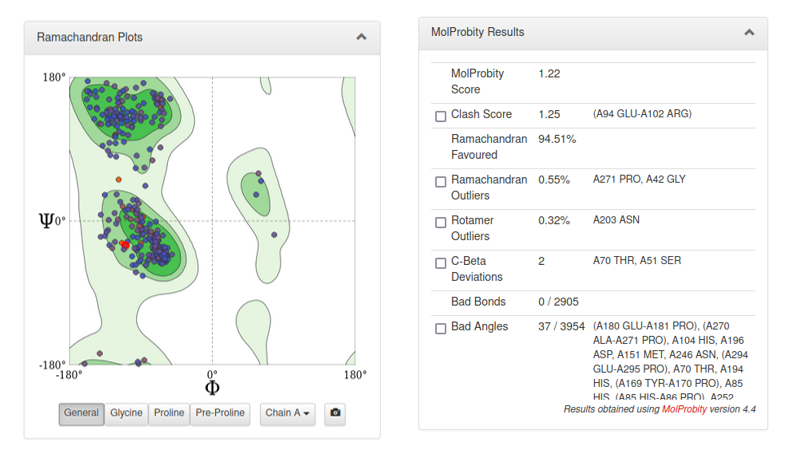 Ramachandran Plots
180°
Ψ 0°
-180°
-180° 0° 180°
Φ
General Glycine Proline Pre-Proline Chain A
MolProbity Results
MolProbity Score 1.22
Clash Score 1.25 (A94 GLU-A102 ARG)
Ramachandran Favoured 94.51%
Ramachandran Outliers 0.55% A271 PRO, A42 GLY
Rotamer Outliers 0.32% A203 ASN
C-Beta Deviations 2 A70 THR, A51 SER
Bad Bonds 0 / 2905
Bad Angles 37 / 3954 (A180 GLU-A181 PRO), (A270
ALA-A271 PRO), A104 HIS, A196
ASP, A151 MET, A246 ASN, (A294
GLU-A295 PRO), A70 THR, A194
HIS, (A169 TYR-A170 PRO), A85
HIS, (A85 HIS-A86 PRO), A252
Results obtained using MolProbity version 4.4